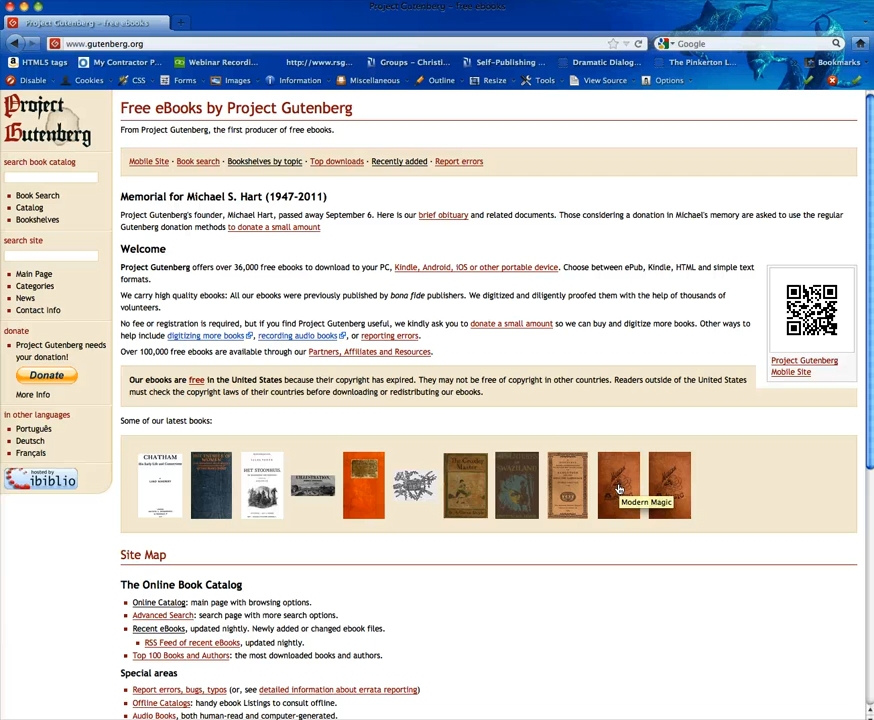 Project Gutenberg – free ebooks
Project Gutenberg – free ebooks
www.gutenberg.org
Google
HTML5 tags
My Contractor P...
Webinar Recordi...
http://www.rsg...
Groups – Christi...
Self-Publishing ...
Dramatic Dialog...
The Pinkerton L...
Bookmarks
Disable
Cookies
CSS
Forms
Images
Information
Miscellaneous
Outline
Resize
Tools
View Source
Options
Project
Gutenberg
search book catalog
Book Search
Catalog
Bookshelves
search site
Main Page
Categories
News
Contact Info
donate
Project Gutenberg needs
your donation!
Donate
More Info
in other languages
Português
Deutsch
Français
hosted by
ibiblio
Free eBooks by Project Gutenberg
From Project Gutenberg, the first producer of free ebooks.
Mobile Site · Book search · Bookshelves by topic · Top downloads · Recently added · Report errors
Memorial for Michael S. Hart (1947-2011)
Project Gutenberg's founder, Michael Hart, passed away September 6. Here is our brief obituary and related documents. Those considering a donation in Michael's memory are asked to use the regular
Gutenberg donation methods to donate a small amount
Welcome
Project Gutenberg offers over 36,000 free ebooks to download to your PC, Kindle, Android, iOS or other portable device. Choose between ePub, Kindle, HTML and simple text
formats.
We carry high quality ebooks: All our ebooks were previously published by bona fide publishers. We digitized and diligently proofed them with the help of thousands of
volunteers.
No fee or registration is required, but if you find Project Gutenberg useful, we kindly ask you to donate a small amount so we can buy and digitize more books. Other ways
to help include digitizing more books, recording audio books, or reporting errors.
Over 100,000 free ebooks are available through our Partners, Affiliates and Resources.
Project Gutenberg
Mobile Site
Our ebooks are free in the United States because their copyright has expired. They may not be free of copyright in other countries. Readers outside of the United States
must check the copyright laws of their countries before downloading or redistributing our ebooks.
Some of our latest books:
CHATHAM
HET STOOMHUIS.
L'ILLUSTRATION,
Modern Magic
Site Map
The Online Book Catalog
Online Catalog: main page with browsing options.
Advanced Search: search page with more search options.
Recent eBooks, updated nightly. Newly added or changed ebook files.
RSS Feed of recent eBooks, updated nightly.
Top 100 Books and Authors: the most downloaded books and authors.
Special areas
Report errors, bugs, typos (or, see detailed information about errata reporting)
Offline Catalogs: handy ebook Listings to consult offline.
Audio Books, both human-read and computer-generated.